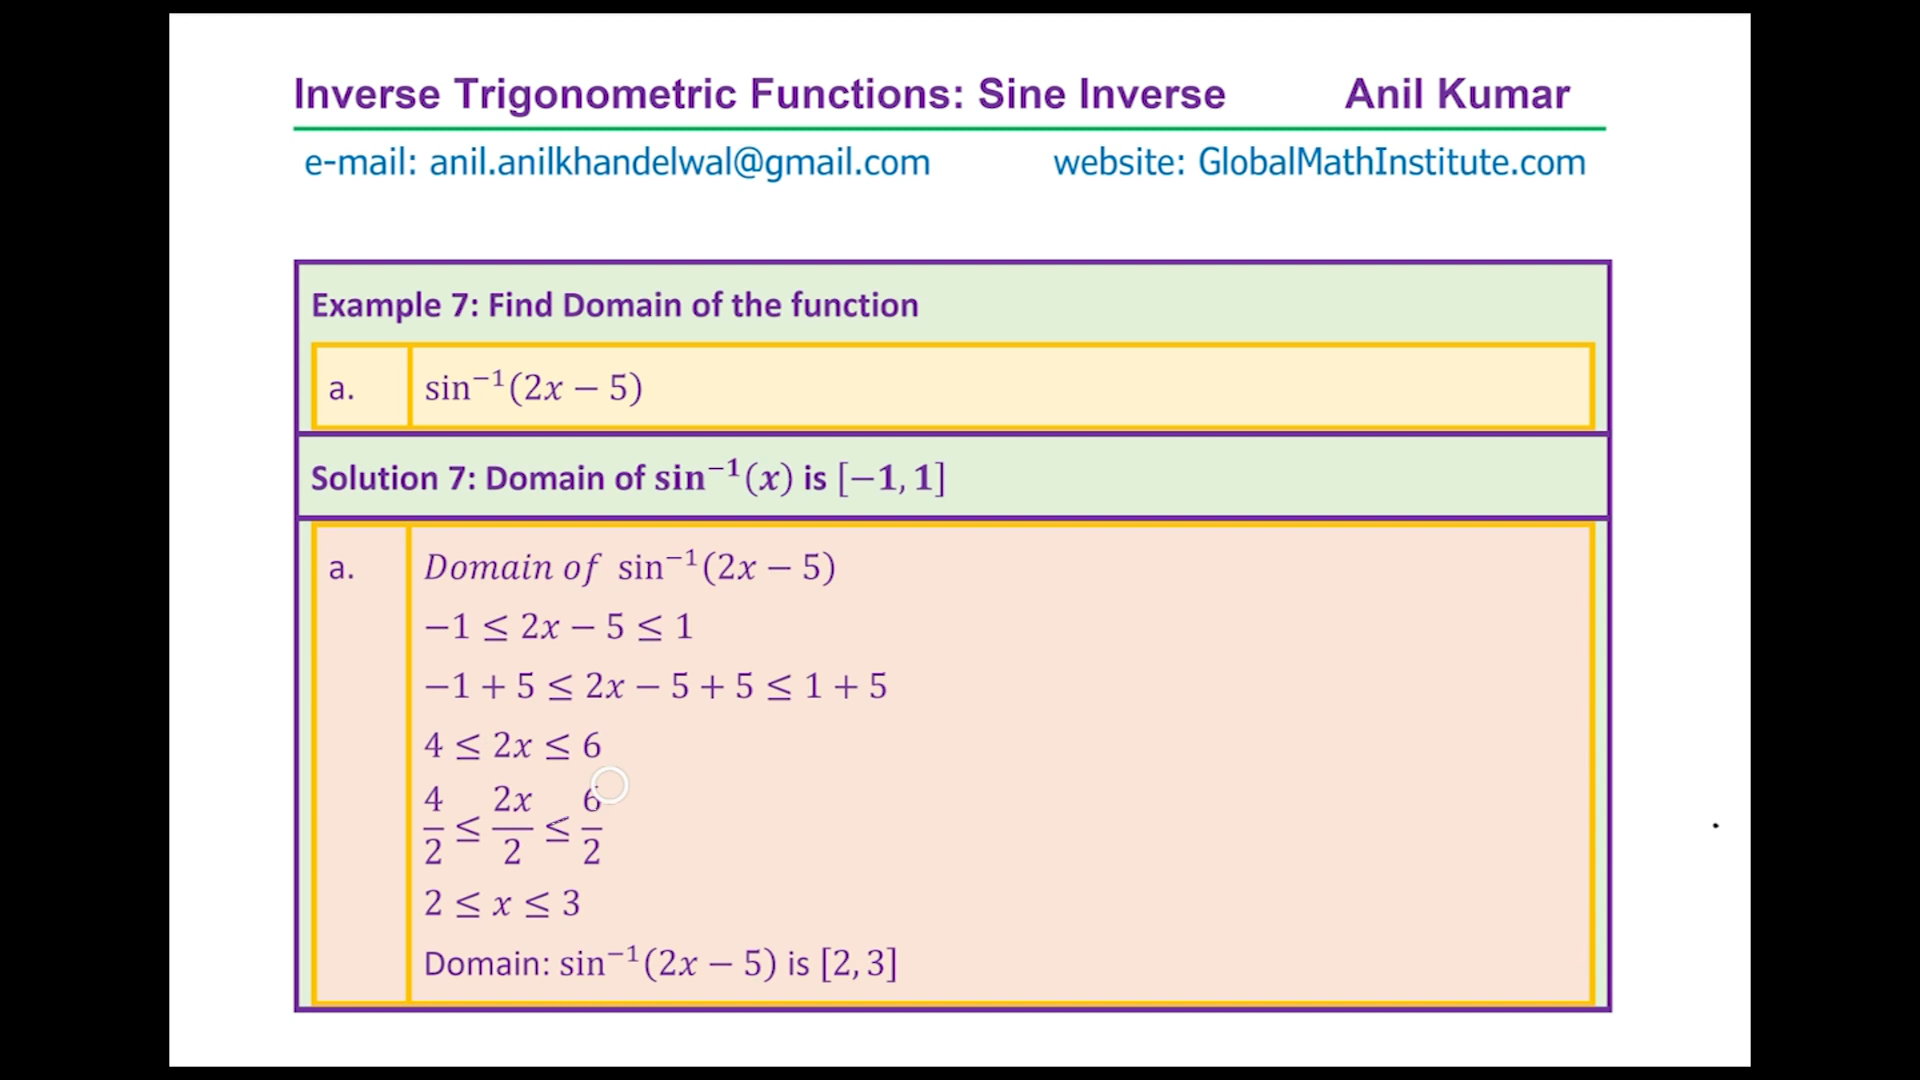 Inverse Trigonometric Functions: Sine Inverse Anil Kumar
e-mail: anil.anilkhandelwal@gmail.com website: GlobalMathInstitute.com
Example 7: Find Domain of the function
a. sin⁻¹(2x − 5)
Solution 7: Domain of sin⁻¹(x) is [−1, 1]
a. Domain of sin⁻¹(2x − 5)
−1 ≤ 2x − 5 ≤ 1
−1 + 5 ≤ 2x − 5 + 5 ≤ 1 + 5
4 ≤ 2x ≤ 6
4/2 ≤ 2x/2 ≤ 6/2
2 ≤ x ≤ 3
Domain: sin⁻¹(2x − 5) is [2, 3]